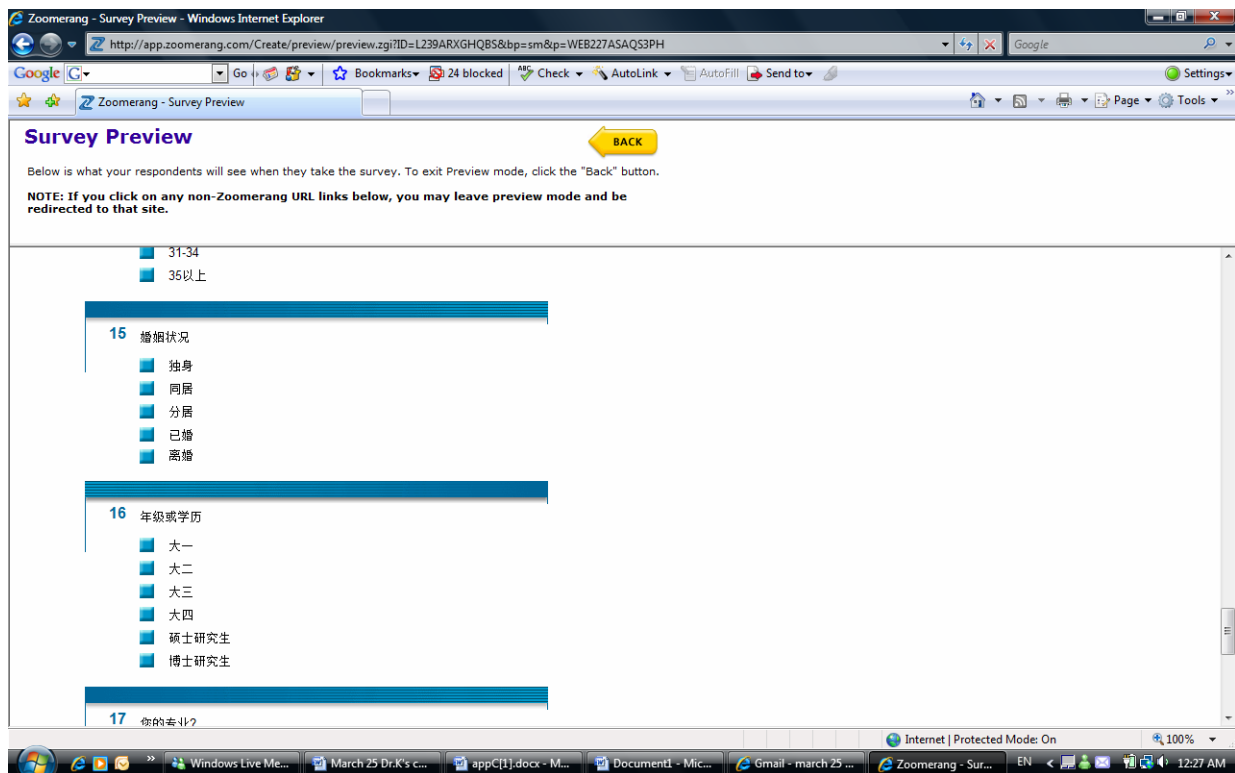 Zoomerang - Survey Preview - Windows Internet Explorer
http://app.zoomerang.com/Create/preview/preview.zgi?ID=L239ARXGHQBS&bp=sm&p=WEB227ASAQS3PH
Google
Google G Go Bookmarks 24 blocked ABC Check AutoLink AutoFill Send to Settings
Zoomerang - Survey Preview Page Tools
Survey Preview
BACK
Below is what your respondents will see when they take the survey. To exit Preview mode, click the "Back" button.
NOTE: If you click on any non-Zoomerang URL links below, you may leave preview mode and be
redirected to that site.
31-34
35以上
15 婚姻状况
独身
同居
分居
已婚
离婚
16 年级或学历
大一
大二
大三
大四
硕士研究生
博士研究生
17 您的专业?
Internet | Protected Mode: On 100%
Windows Live Me... March 25 Dr.K's c... appC[1].docx - M... Document1 - Mic... Gmail - march 25 ... Zoomerang - Sur... EN 12:27 AM